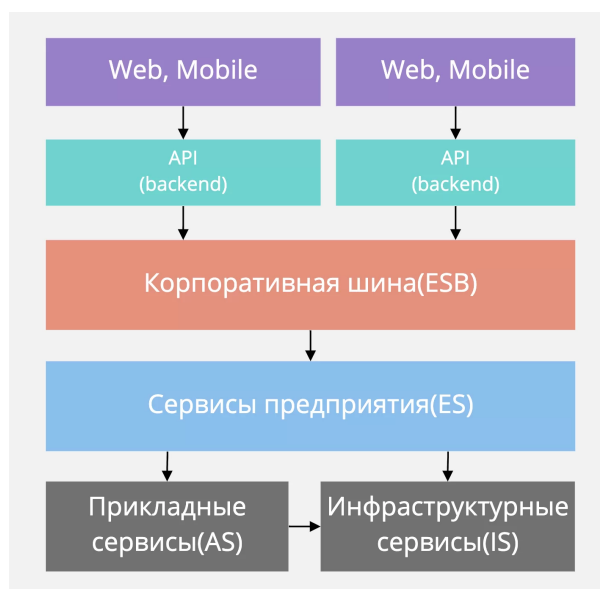 Web, Mobile
Web, Mobile
API
(backend)
API
(backend)
Корпоративная шина(ESB)
Сервисы предприятия(ES)
Прикладные
сервисы(AS)
Инфраструктурные
сервисы(IS)